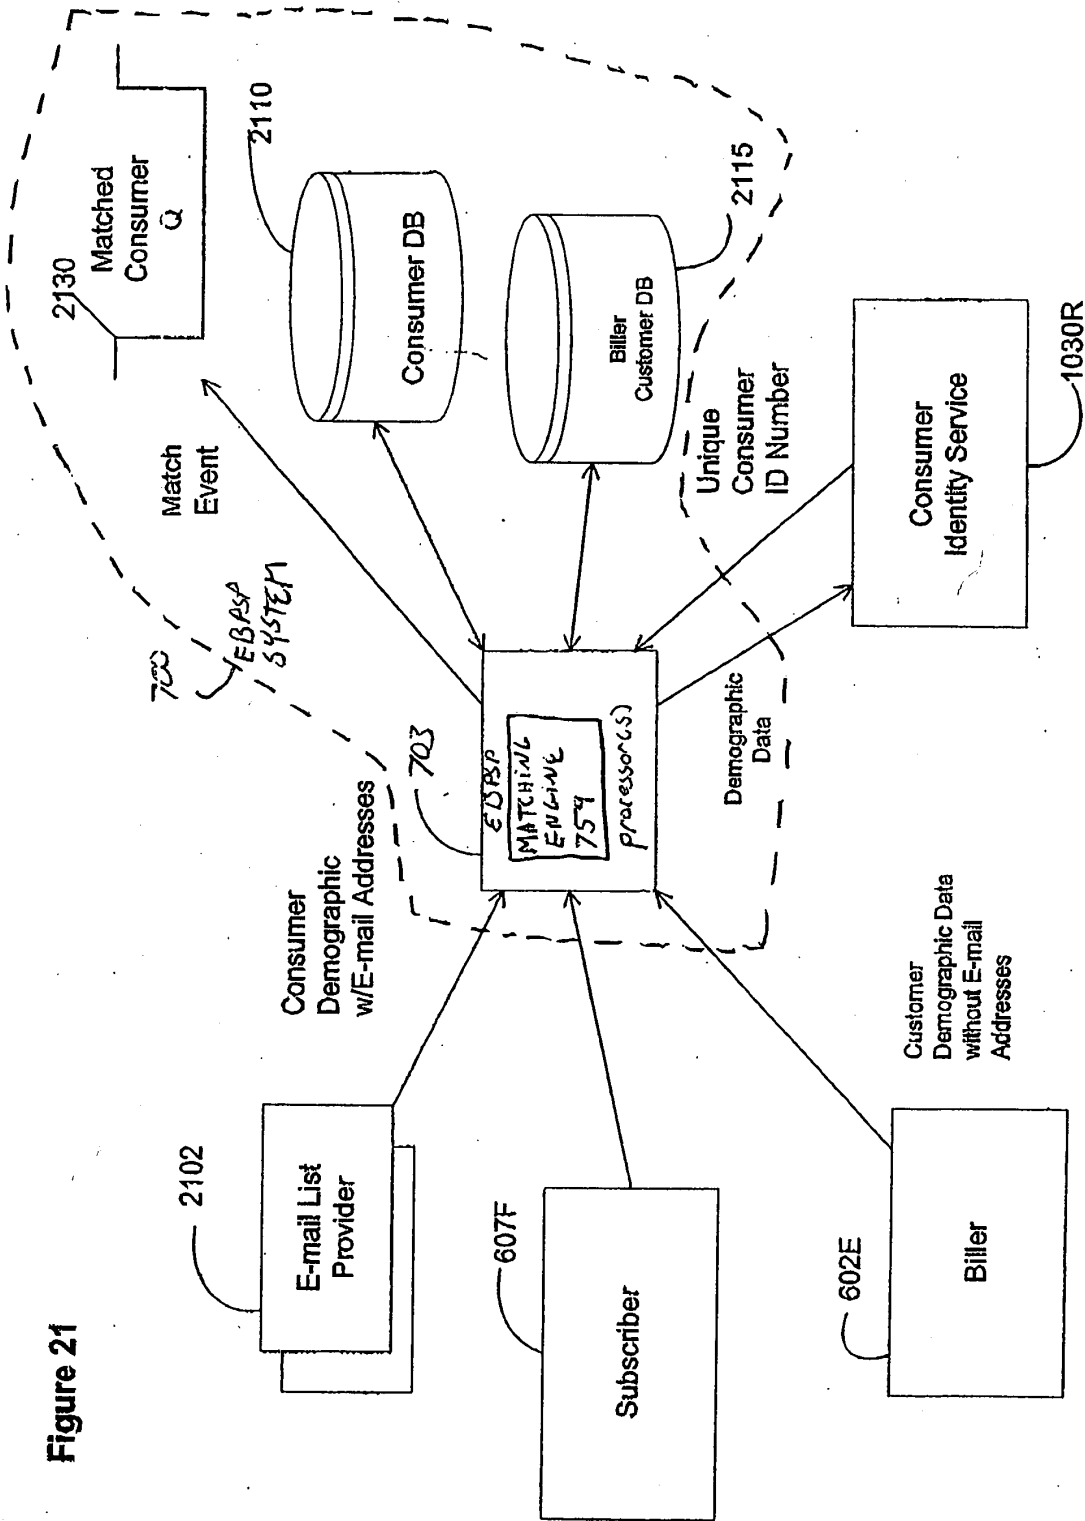 Figure 21
2102
E-mail List
Provider
607F
Subscriber
602E
Biller
Consumer
Demographic
w/E-mail Addresses
Customer
Demographic Data
without E-mail
Addresses
700
EBPSP
SYSTEM
703
EBPSP
MATCHING
ENGINE
759
processor(s)
Demographic
Data
Match
Event
2130
Matched
Consumer
Q
2110
Consumer DB
Biller
Customer DB
2115
Unique
Consumer
ID Number
Consumer
Identity Service
1030R